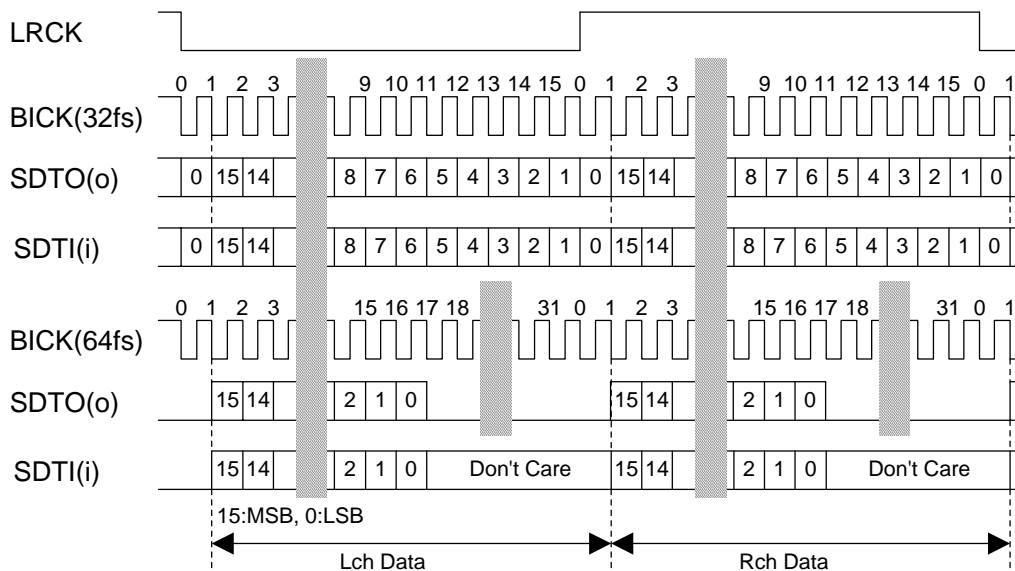 LRCK
0 1 2 3 9 10 11 12 13 14 15 0 1 2 3 9 10 11 12 13 14 15 0 1
BICK(32fs)
SDTO(o) 0 15 14 8 7 6 5 4 3 2 1 0 15 14 8 7 6 5 4 3 2 1 0
SDTI(i) 0 15 14 8 7 6 5 4 3 2 1 0 15 14 8 7 6 5 4 3 2 1 0
0 1 2 3 15 16 17 18 31 0 1 2 3 15 16 17 18 31 0 1
BICK(64fs)
SDTO(o) 15 14 2 1 0 15 14 2 1 0
SDTI(i) 15 14 2 1 0 Don't Care 15 14 2 1 0 Don't Care
15:MSB, 0:LSB
Lch Data Rch Data